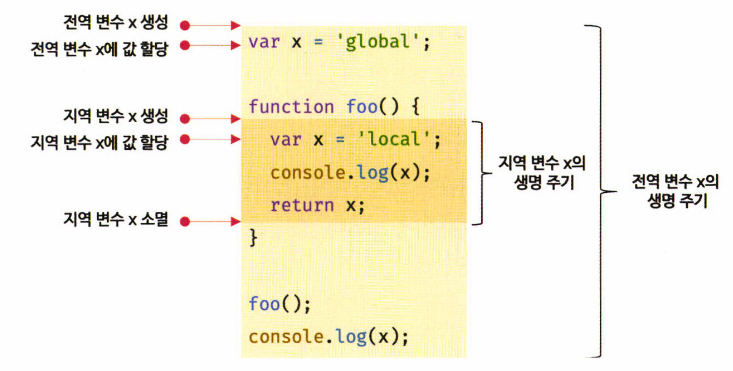 전역 변수 x 생성
전역 변수 x에 값 할당
var x = 'global';
function foo() {
지역 변수 x 생성
지역 변수 x에 값 할당
var x = 'local';
console.log(x);
return x;
지역 변수 x 소멸
}
foo();
console.log(x);
지역 변수 x의
생명 주기
전역 변수 x의
생명 주기